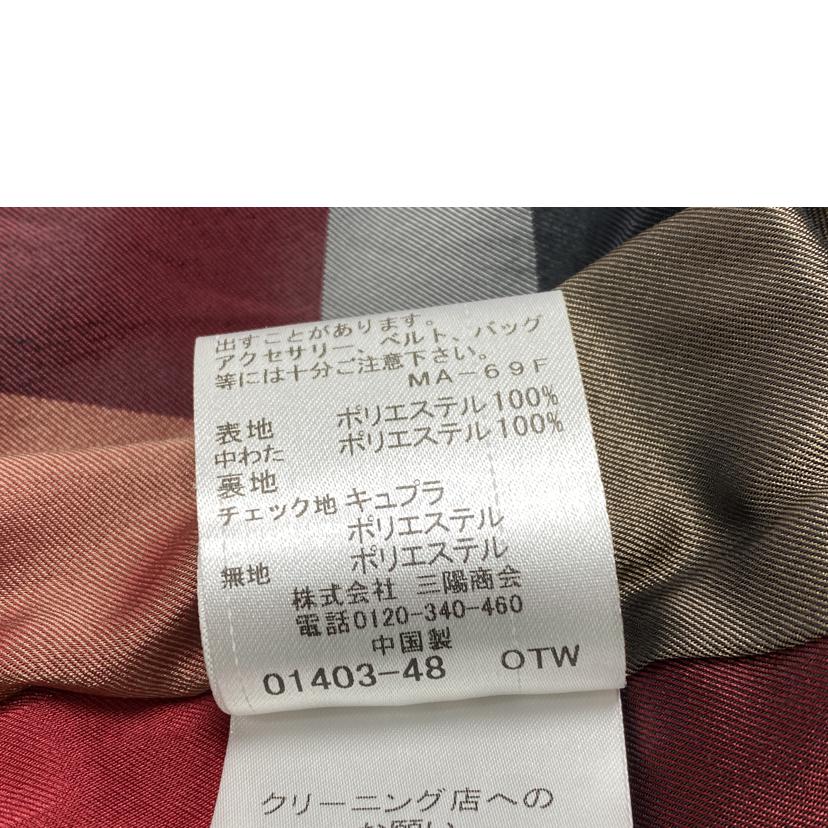 出すことがあります。
アクセサリー、ベルト、バッグ
等には十分ご注意下さい。
MA-69F
表地 ポリエステル100%
中わた ポリエステル100%
裏地
チェック地 キュプラ
ポリエステル
無地 ポリエステル
株式会社 三陽商会
電話0120-340-460
中国製
01403-48 OTW
クリーニング店への
お願い